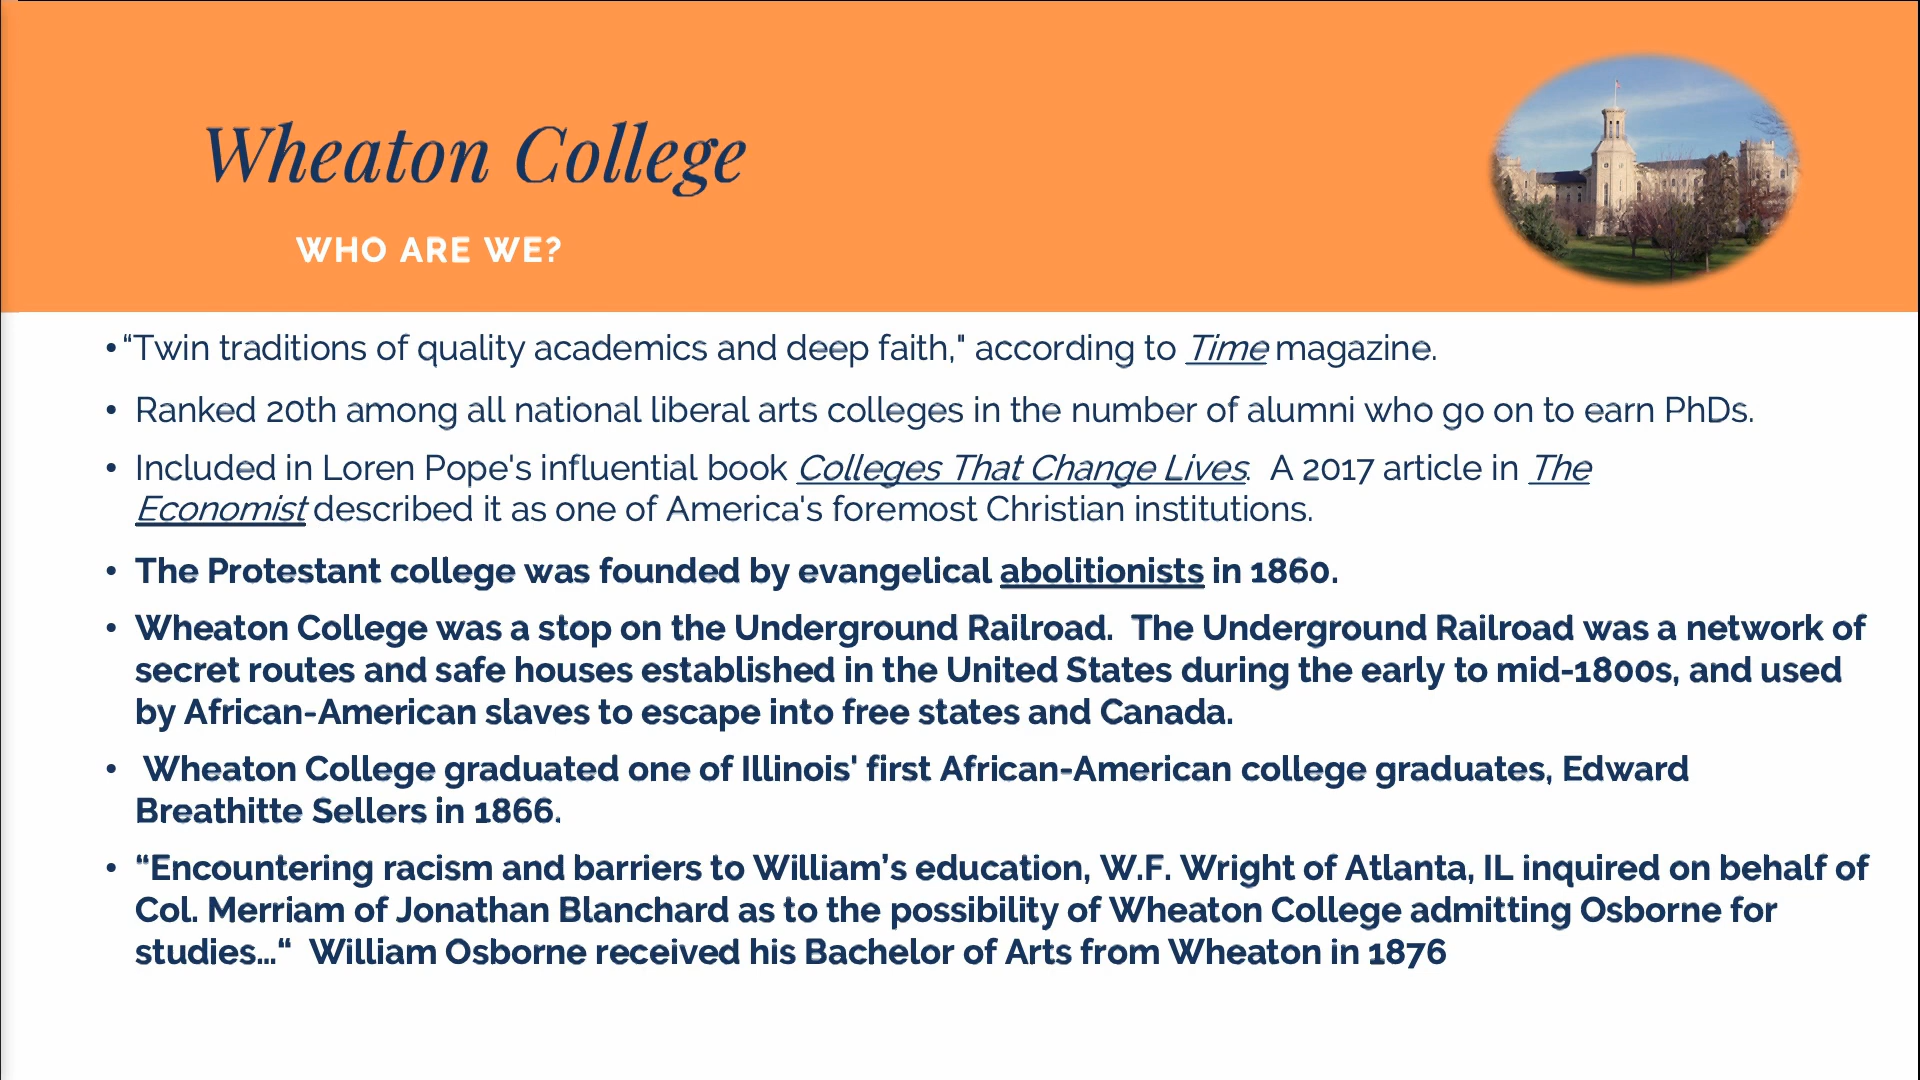 Wheaton College
WHO ARE WE?
• “Twin traditions of quality academics and deep faith," according to Time magazine.
• Ranked 20th among all national liberal arts colleges in the number of alumni who go on to earn PhDs.
• Included in Loren Pope's influential book Colleges That Change Lives.  A 2017 article in The
Economist described it as one of America's foremost Christian institutions.
• The Protestant college was founded by evangelical abolitionists in 1860.
• Wheaton College was a stop on the Underground Railroad.  The Underground Railroad was a network of
secret routes and safe houses established in the United States during the early to mid-1800s, and used
by African-American slaves to escape into free states and Canada.
• Wheaton College graduated one of Illinois' first African-American college graduates, Edward
Breathitte Sellers in 1866.
• “Encountering racism and barriers to William’s education, W.F. Wright of Atlanta, IL inquired on behalf of
Col. Merriam of Jonathan Blanchard as to the possibility of Wheaton College admitting Osborne for
studies…“  William Osborne received his Bachelor of Arts from Wheaton in 1876